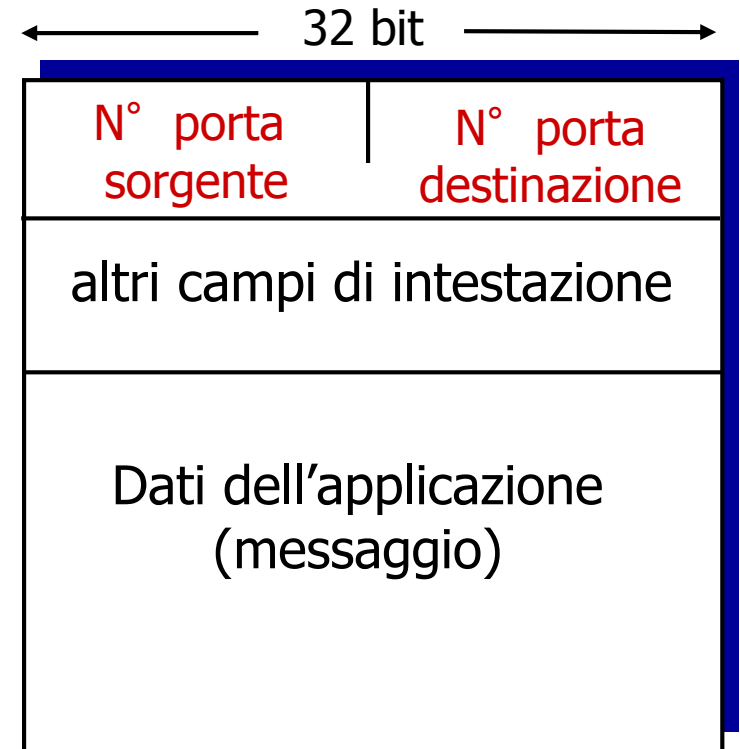 32 bit
N° porta
sorgente
N° porta
destinazione
altri campi di intestazione
Dati dell’applicazione
(messaggio)